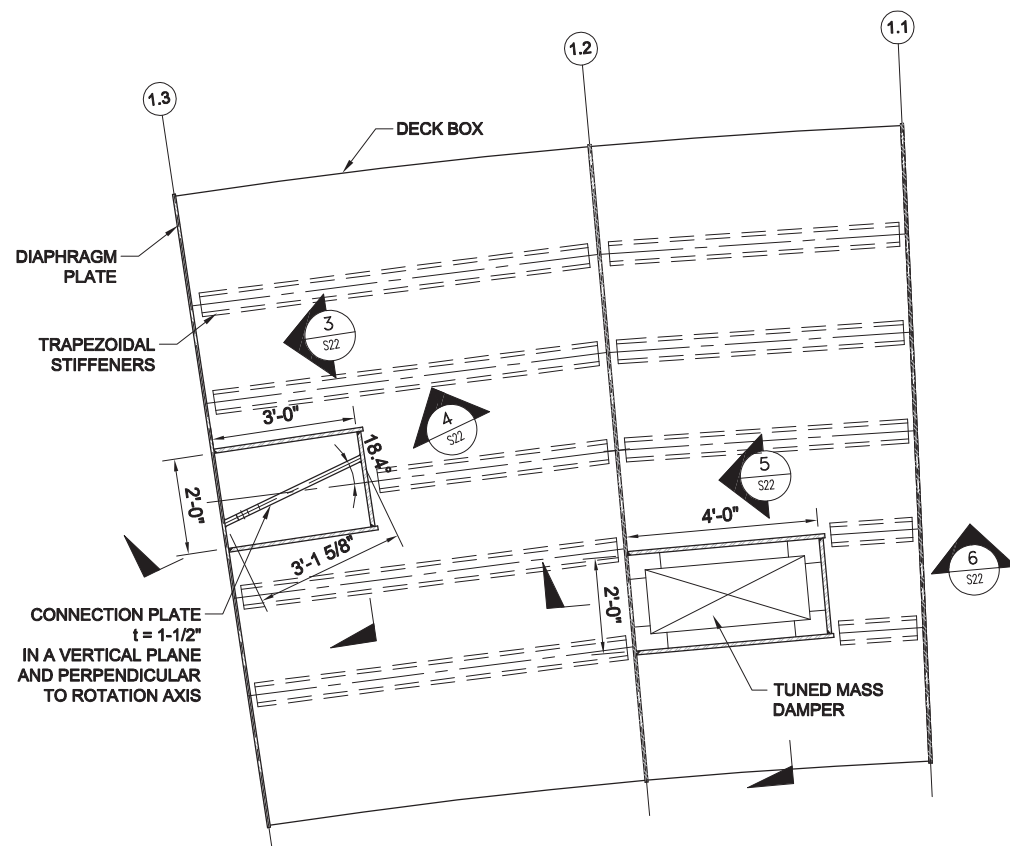 1.1
1.2
1.3
DECK BOX
DIAPHRAGM
PLATE
TRAPEZOIDAL
STIFFENERS
3
S22
3'-0"
4
S22
18.4°
5
S22
2'-0"
4'-0"
3'-1 5/8"
6
S22
2'-0"
CONNECTION PLATE
t = 1-1/2"
IN A VERTICAL PLANE
AND PERPENDICULAR
TO ROTATION AXIS
TUNED MASS
DAMPER